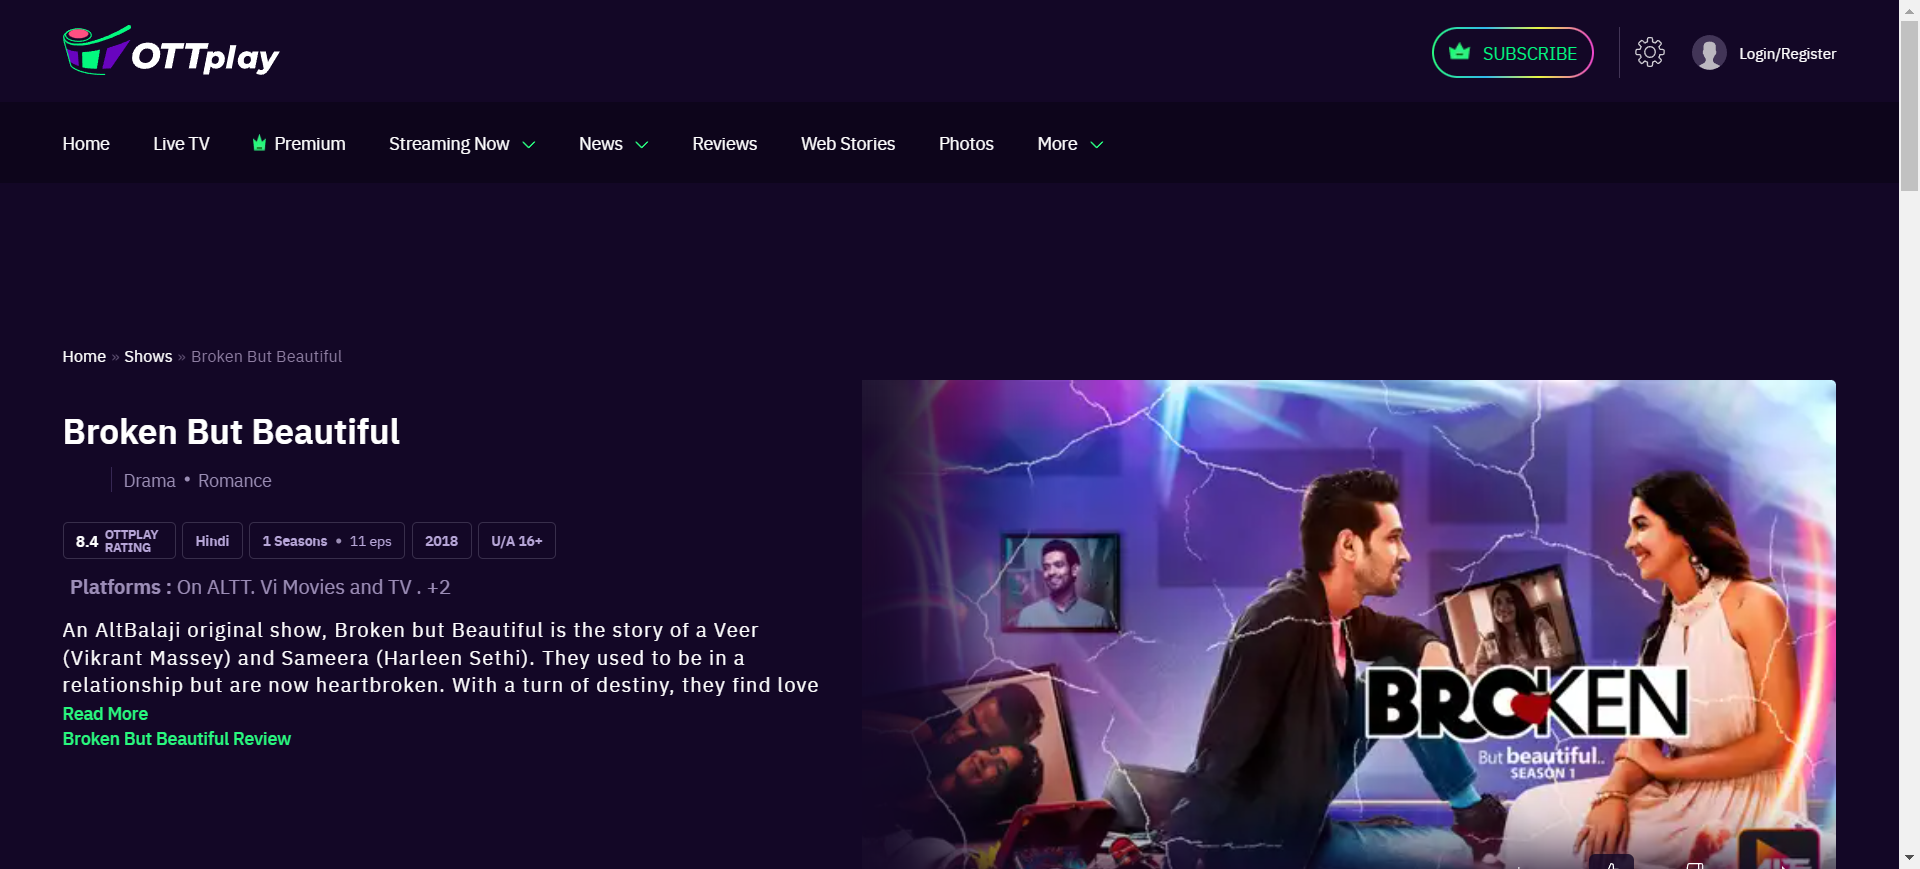 OTTplay
SUBSCRIBE
Login/Register
Home
Live TV
Premium
Streaming Now
News
Reviews
Web Stories
Photos
More
Home » Shows » Broken But Beautiful
Broken But Beautiful
Drama • Romance
8.4 OTTPLAY RATING
Hindi
1 Seasons • 11 eps
2018
U/A 16+
Platforms : On ALTT. Vi Movies and TV . +2
An AltBalaji original show, Broken but Beautiful is the story of a Veer
(Vikrant Massey) and Sameera (Harleen Sethi). They used to be in a
relationship but are now heartbroken. With a turn of destiny, they find love
Read More
Broken But Beautiful Review
BROKEN
But beautiful..
SEASON 1